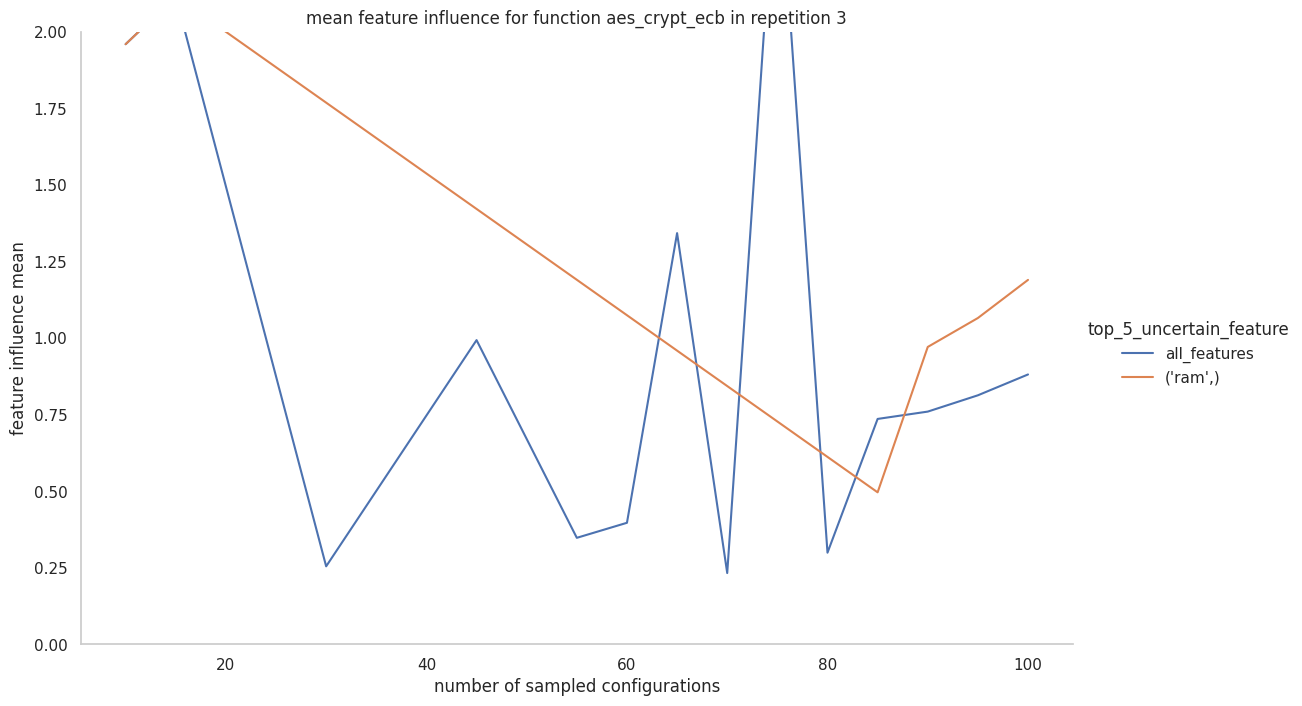 mean feature influence for function aes_crypt_ecb in repetition 3
2.00
1.75
1.50
1.25
1.00
0.75
0.50
0.25
0.00
feature influence mean
20 40 60 80 100
number of sampled configurations
top_5_uncertain_feature
all_features
('ram',)